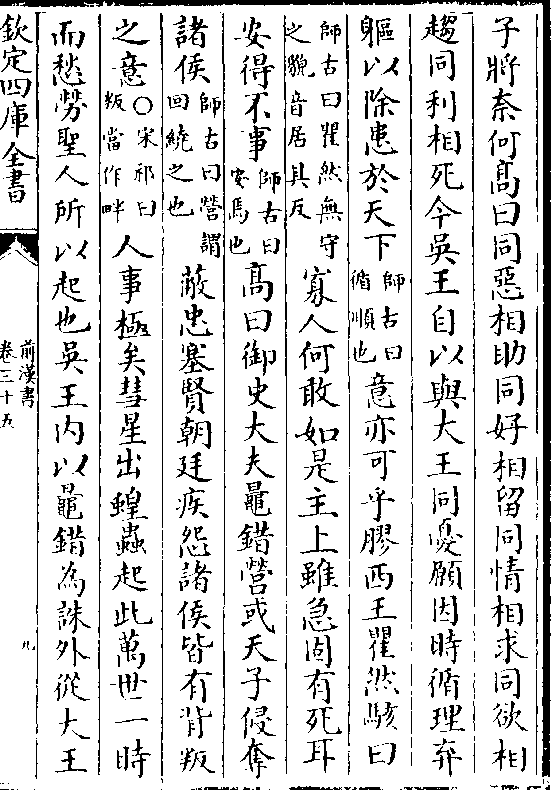 子將奈何髙曰同惡相助同好相留同情相求同欲相
趨同利相死今吳王自以與大王同憂願因時循理弃
軀以除患於天下師古曰循順也意亦可乎膠西王瞿然駭曰
師古曰瞿然無守之貌音居具反寡人何敢如是主上雖急固有死耳
安得不事師古曰安焉也髙曰御史大夫鼂錯營或天子侵奪
諸侯師古曰營謂回繞之也蔽忠塞賢朝廷疾怨諸侯皆有背叛
之意○宋祁曰叛當作畔人事極矣彗星出蝗蟲起此萬世一時
而愁勞聖人所以起也吳王内以鼂錯為誅外從大王
欽定四庫全書
前漢書
卷三十五
九